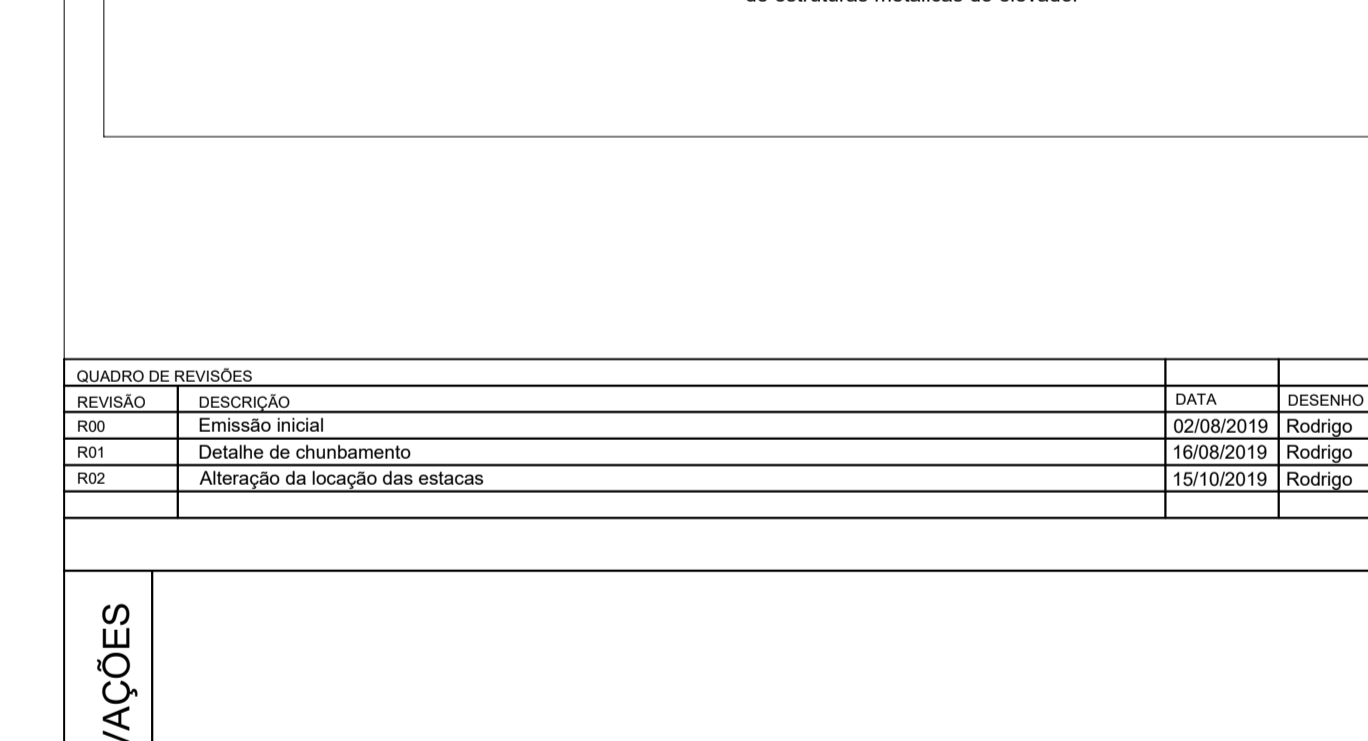 QUADRO DE REVISÕES
REVISÃO DESCRIÇÃO DATA DESENHO
R00 Emissão inicial 02/08/2019 Rodrigo
R01 Detalhe de chunbamento 16/08/2019 Rodrigo
R02 Alteração da locação das estacas 15/10/2019 Rodrigo
VAÇÕES